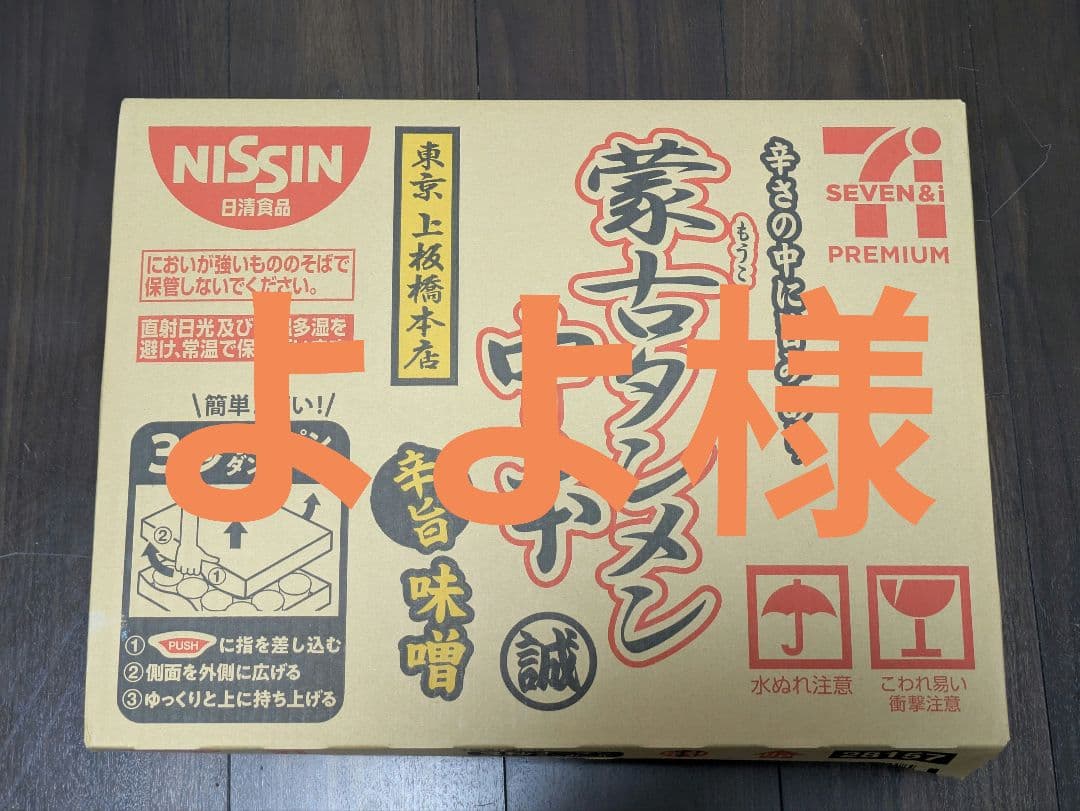 NISSIN
日清食品
においが強いもののそばで
保管しないでください。
直射日光及び
多湿を
避け、常温で保
東京 上板橋本店
蒙古タンメン
もうこ
辛さの中に
SEVEN&i
PREMIUM
よよ様
簡単
い!
辛旨
味噌
誠
①
②
① PUSH に指を差し込む
② 側面を外側に広げる
③ ゆっくりと上に持ち上げる
水ぬれ注意
こわれ易い
衝撃注意
28157